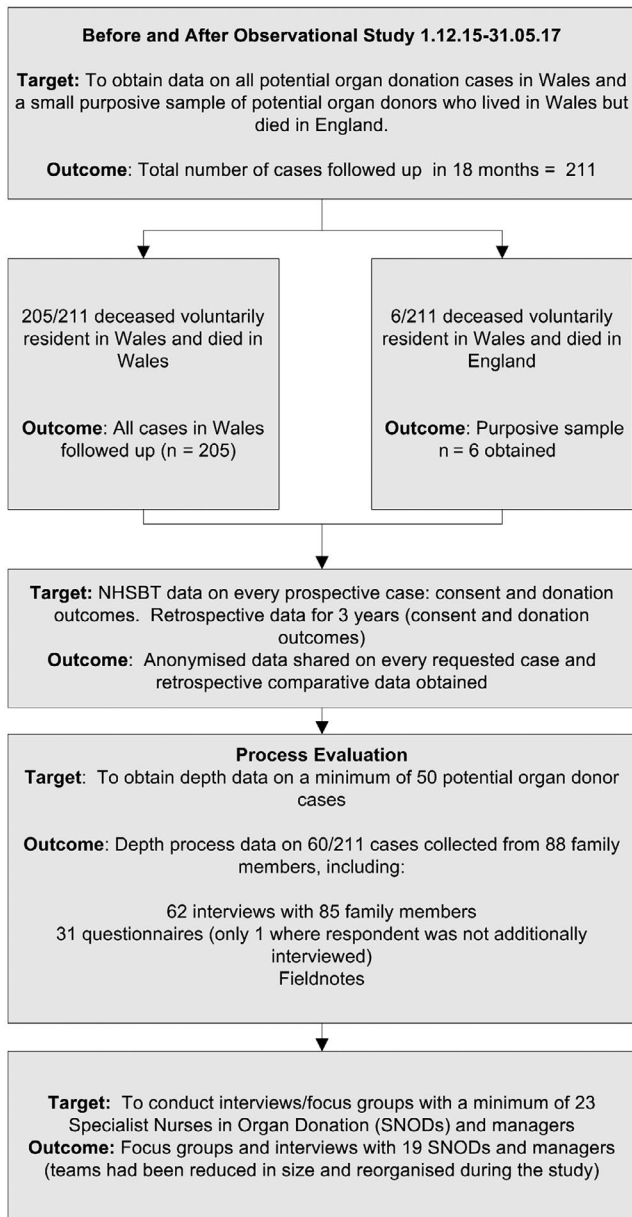 Before and After Observational Study 1.12.15-31.05.17
Target: To obtain data on all potential organ donation cases in Wales and
a small purposive sample of potential organ donors who lived in Wales but
died in England.
Outcome: Total number of cases followed up in 18 months = 211
205/211 deceased voluntarily
resident in Wales and died in
Wales
Outcome: All cases in Wales
followed up (n = 205)
6/211 deceased voluntarily
resident in Wales and died in
England
Outcome: Purposive sample
n = 6 obtained
Target: NHSBT data on every prospective case: consent and donation
outcomes. Retrospective data for 3 years (consent and donation
outcomes)
Outcome: Anonymised data shared on every requested case and
retrospective comparative data obtained
Process Evaluation
Target: To obtain depth data on a minimum of 50 potential organ donor
cases
Outcome: Depth process data on 60/211 cases collected from 88 family
members, including:
62 interviews with 85 family members
31 questionnaires (only 1 where respondent was not additionally
interviewed)
Fieldnotes
Target: To conduct interviews/focus groups with a minimum of 23
Specialist Nurses in Organ Donation (SNODs) and managers
Outcome: Focus groups and interviews with 19 SNODs and managers
(teams had been reduced in size and reorganised during the study)